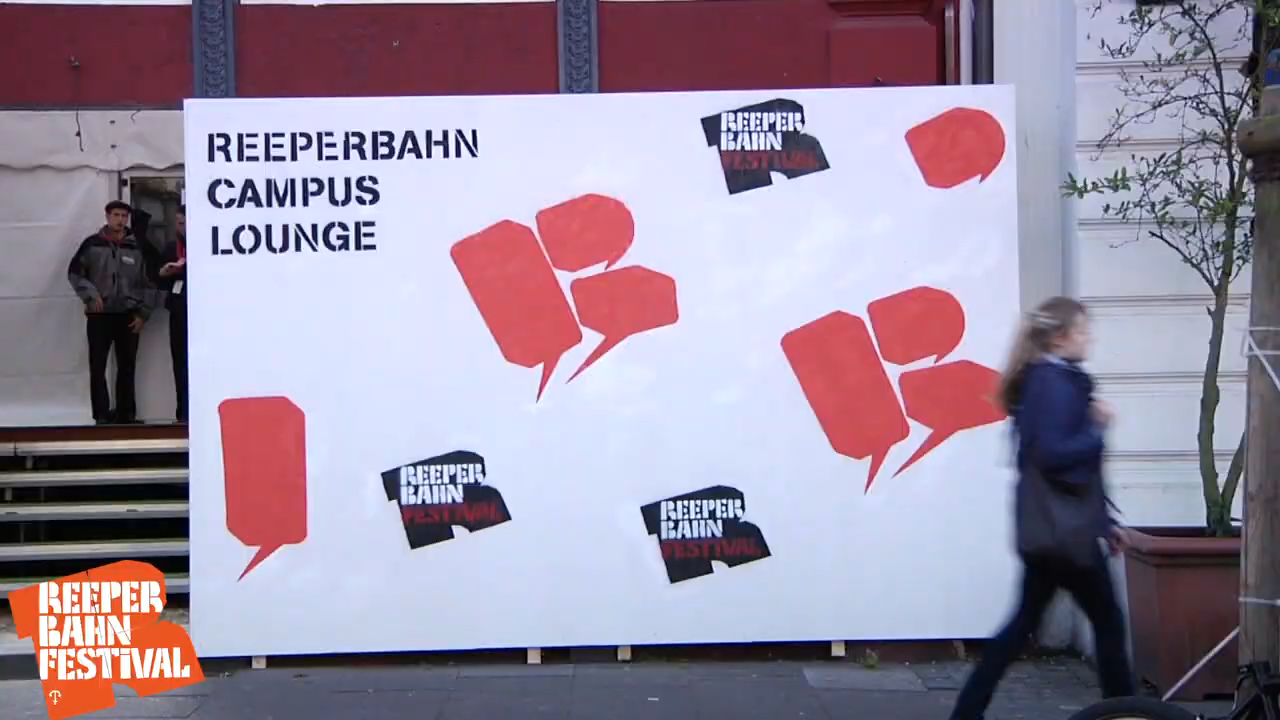 REEPERBAHN
CAMPUS
LOUNGE
REEPER
BAHN
FESTIVAL
REEPER
BAHN
FESTIVAL
REEPER
BAHN
FESTIVAL
REEPER
BAHN
FESTIVAL